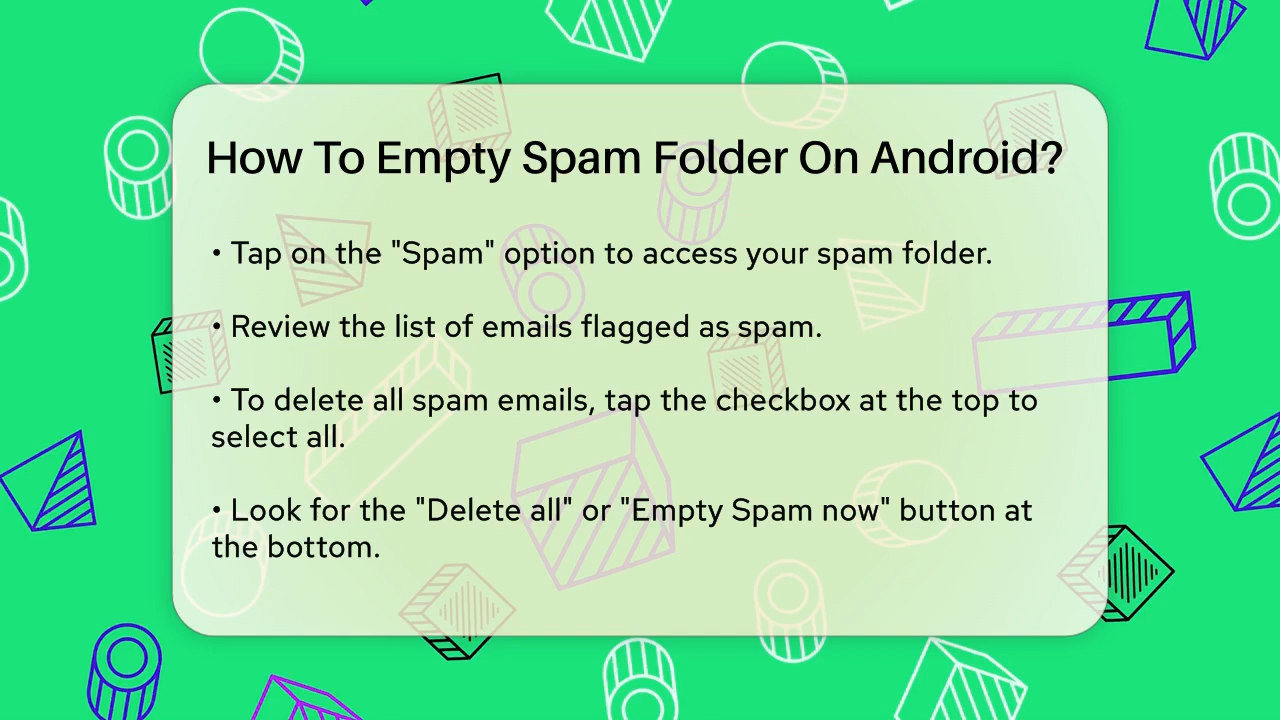 How To Empty Spam Folder On Android?
• Tap on the "Spam" option to access your spam folder.
• Review the list of emails flagged as spam.
• To delete all spam emails, tap the checkbox at the top to
select all.
• Look for the "Delete all" or "Empty Spam now" button at
the bottom.